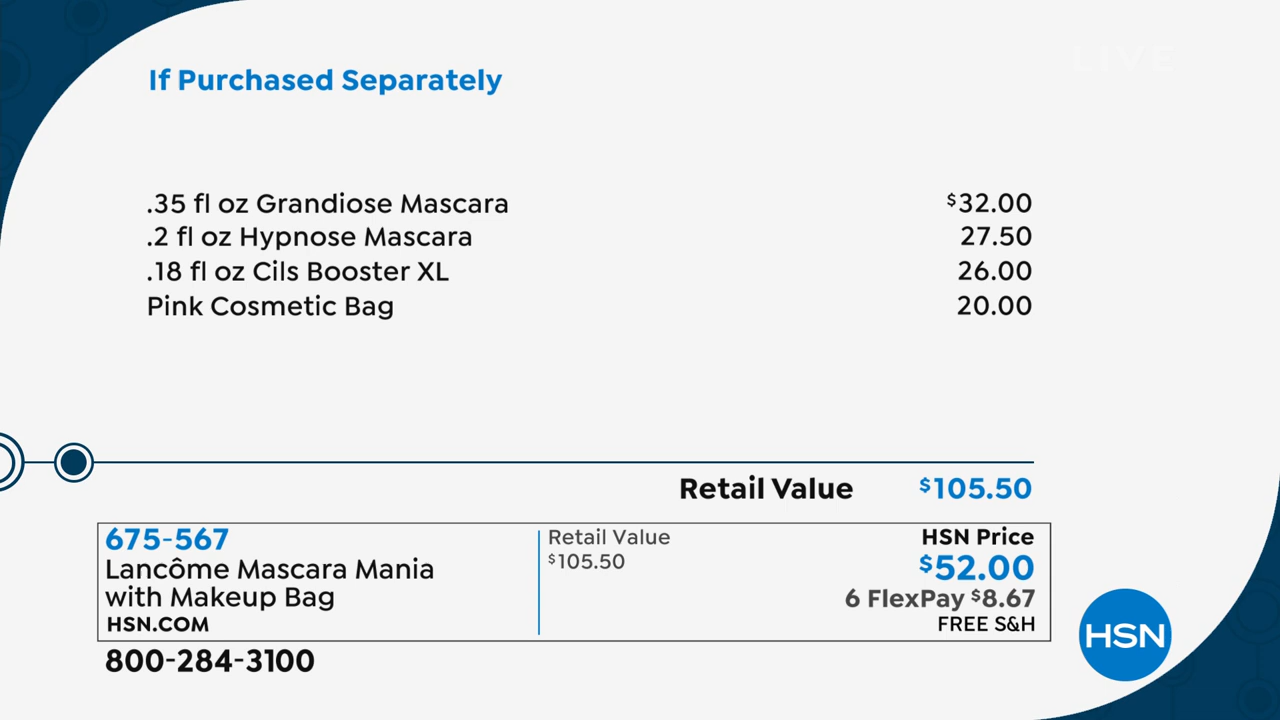 LIVE
If Purchased Separately
.35 fl oz Grandiose Mascara $32.00
.2 fl oz Hypnose Mascara 27.50
.18 fl oz Cils Booster XL 26.00
Pink Cosmetic Bag 20.00
Retail Value $105.50
675-567
Lancôme Mascara Mania
with Makeup Bag
HSN.COM
Retail Value
$105.50
HSN Price
$52.00
6 FlexPay $8.67
FREE S&H
800-284-3100
HSN